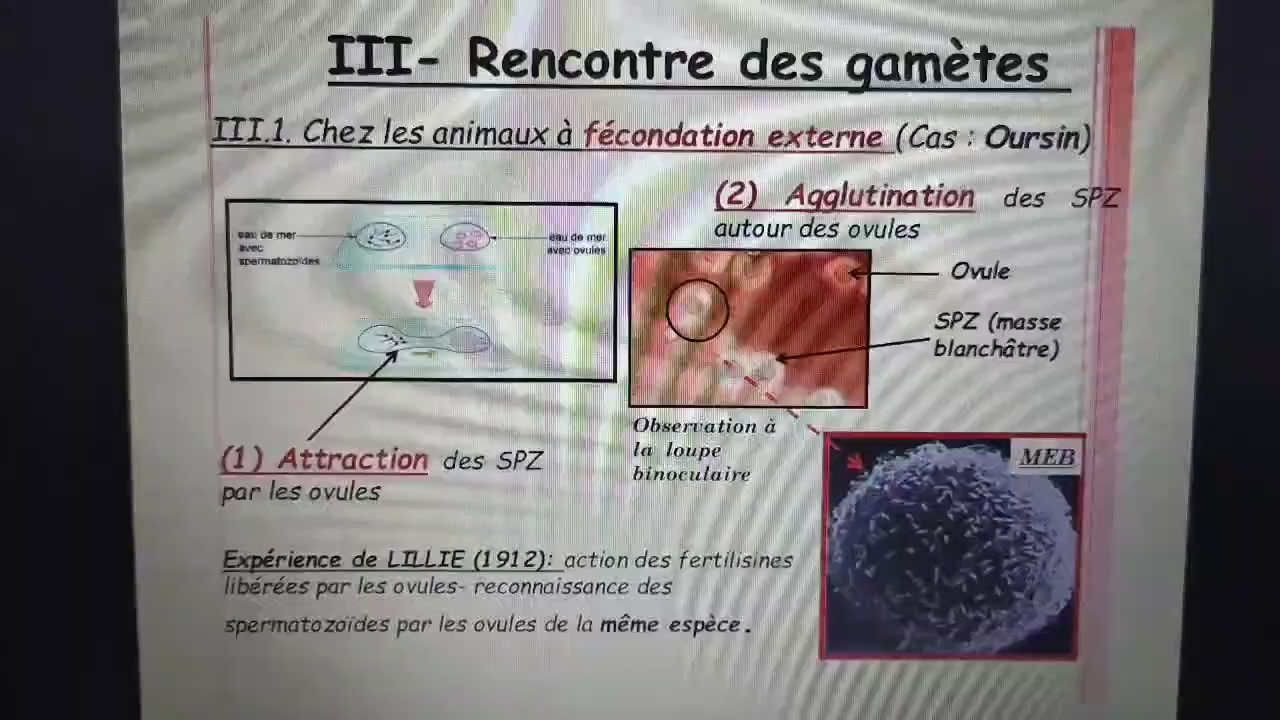 III- Rencontre des gamètes
III.1. Chez les animaux à fécondation externe (Cas : Oursin)
(2) Agglutination des SPZ
autour des ovules
eau de mer
avec
spermatozoïdes
eau de mer
avec ovules
Ovule
SPZ (masse
blanchâtre)
Observation à
la loupe
binoculaire
MEB
(1) Attraction des SPZ
par les ovules
Expérience de LILLIE (1912): action des fertilisines
libérées par les ovules- reconnaissance des
spermatozoïdes par les ovules de la même espèce.